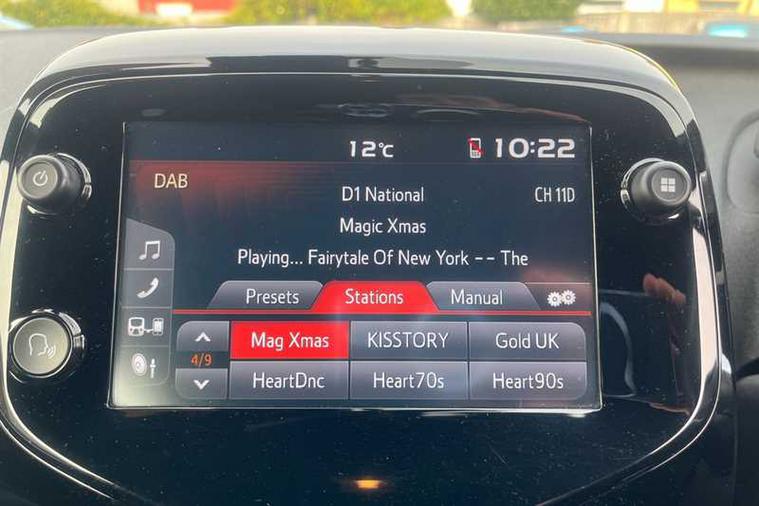 12°C 10:22
DAB
D1 National CH 11D
Magic Xmas
Playing... Fairytale Of New York -- The
Presets Stations Manual
Mag Xmas KISSTORY Gold UK
4/9
HeartDnc Heart70s Heart90s